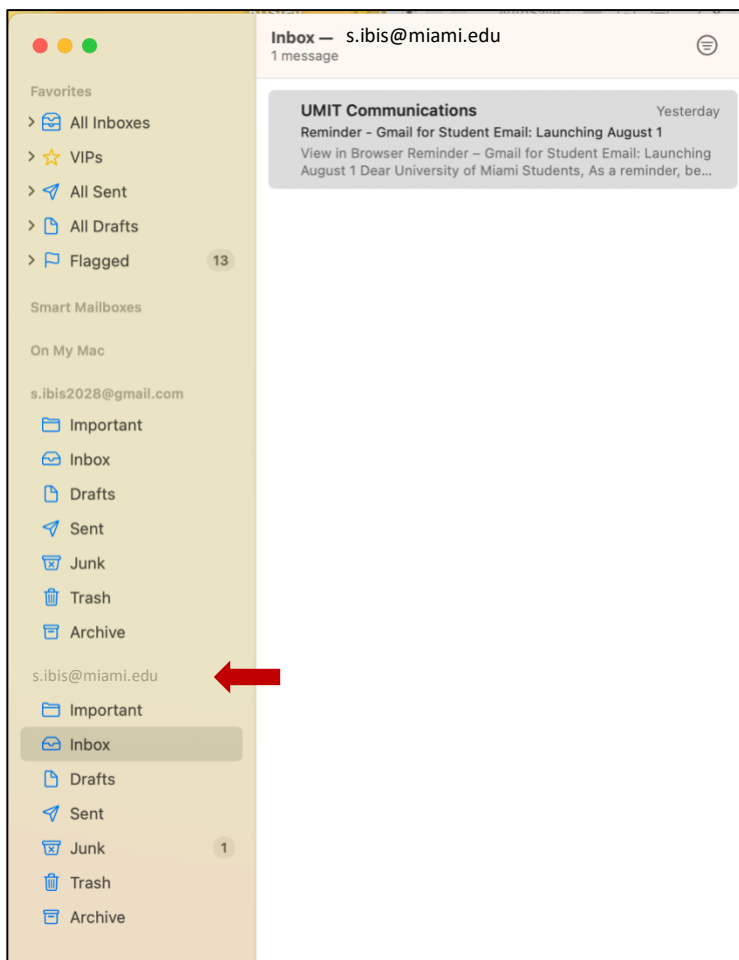 Inbox — s.ibis@miami.edu
1 message
Favorites
All Inboxes
VIPs
All Sent
All Drafts
Flagged 13
Smart Mailboxes
On My Mac
s.ibis2028@gmail.com
Important
Inbox
Drafts
Sent
Junk
Trash
Archive
s.ibis@miami.edu
Important
Inbox
Drafts
Sent
Junk 1
Trash
Archive
UMIT Communications Yesterday
Reminder - Gmail for Student Email: Launching August 1
View in Browser Reminder – Gmail for Student Email: Launching
August 1 Dear University of Miami Students, As a reminder, be...